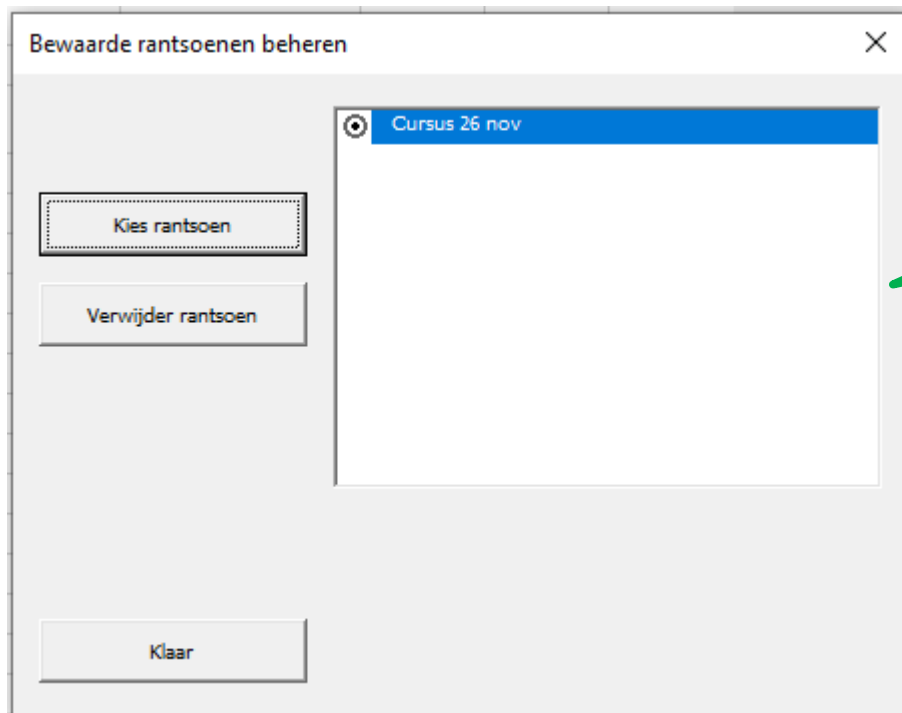 Bewaarde rantsoenen beheren
Cursus 26 nov
Kies rantsoen
Verwijder rantsoen
Klaar